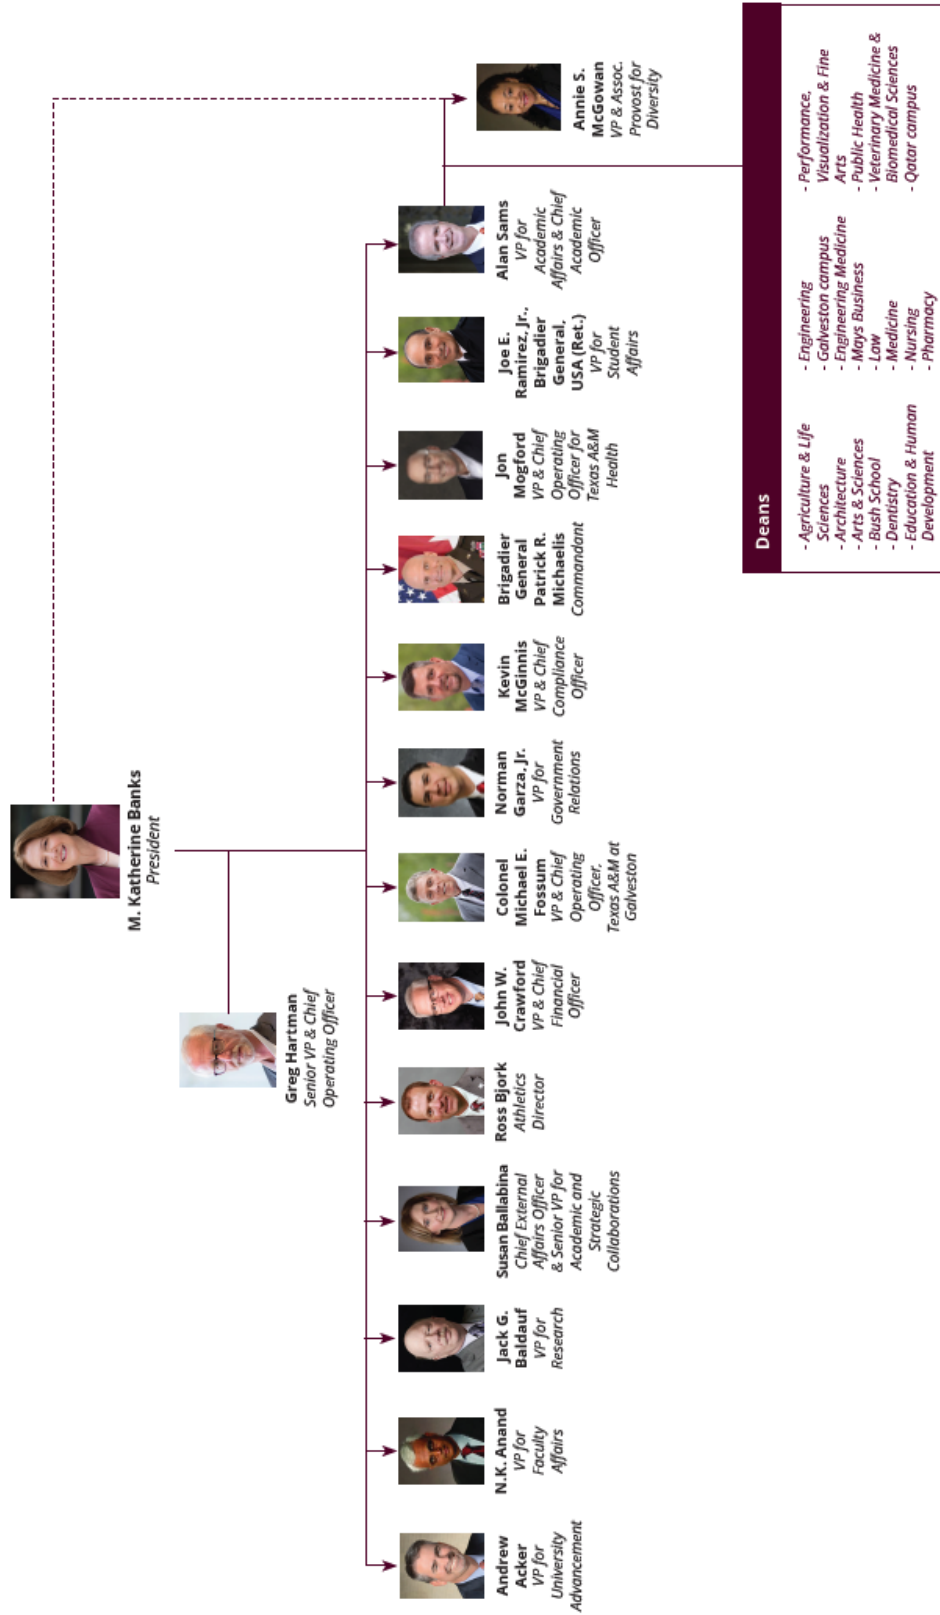 M. Katherine Banks
President
Greg Hartman
Senior VP & Chief
Operating Officer
Andrew
Acker
VP for
University
Advancement
N.K. Anand
VP for
Faculty
Affairs
Jack G.
Baldauf
VP for
Research
Susan Ballabina
Chief External
Affairs Officer
& Senior VP for
Academic and
Strategic
Collaborations
Ross Bjork
Athletics
Director
John W.
Crawford
VP & Chief
Financial
Officer
Colonel
Michael E.
Fossum
VP & Chief
Operating
Officer,
Texas A&M at
Galveston
Norman
Garza, Jr.
VP for
Government
Relations
Kevin
McGinnis
VP & Chief
Compliance
Officer
Brigadier
General
Patrick R.
Michaelis
Commandant
Jon
Mogford
VP & Chief
Operating
Officer for
Texas A&M
Health
Joe E.
Ramirez, Jr.,
Brigadier
General,
USA (Ret.)
VP for
Student
Affairs
Alan Sams
VP for
Academic
Affairs & Chief
Academic
Officer
Annie S.
McGowan
VP & Assoc.
Provost for
Diversity
Deans
- Agriculture & Life
Sciences
- Architecture
- Arts & Sciences
- Bush School
- Dentistry
- Education & Human
Development
- Engineering
- Galveston campus
- Engineering Medicine
- Mays Business
- Law
- Medicine
- Nursing
- Pharmacy
- Performance,
Visualization & Fine
Arts
- Public Health
- Veterinary Medicine &
Biomedical Sciences
- Qatar campus